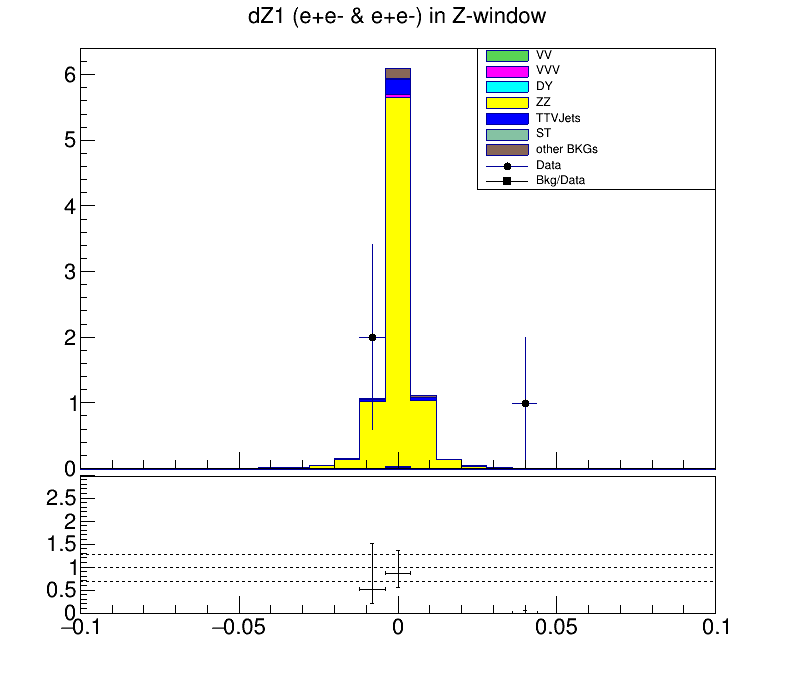 dZ1 (e+e- & e+e-) in Z-window
VV
VVV
DY
ZZ
TTVJets
ST
other BKGs
Data
Bkg/Data
6
5
4
3
2
1
0
2.5
2
1.5
1
0.5
0
−0.1 −0.05 0 0.05 0.1